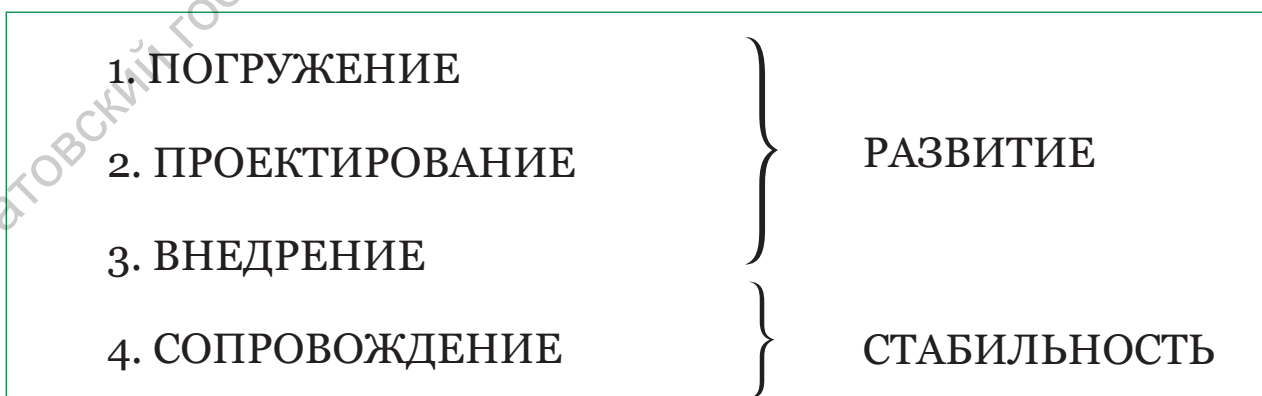 1. ПОГРУЖЕНИЕ
2. ПРОЕКТИРОВАНИЕ
РАЗВИТИЕ
3. ВНЕДРЕНИЕ
4. СОПРОВОЖДЕНИЕ
СТАБИЛЬНОСТЬ